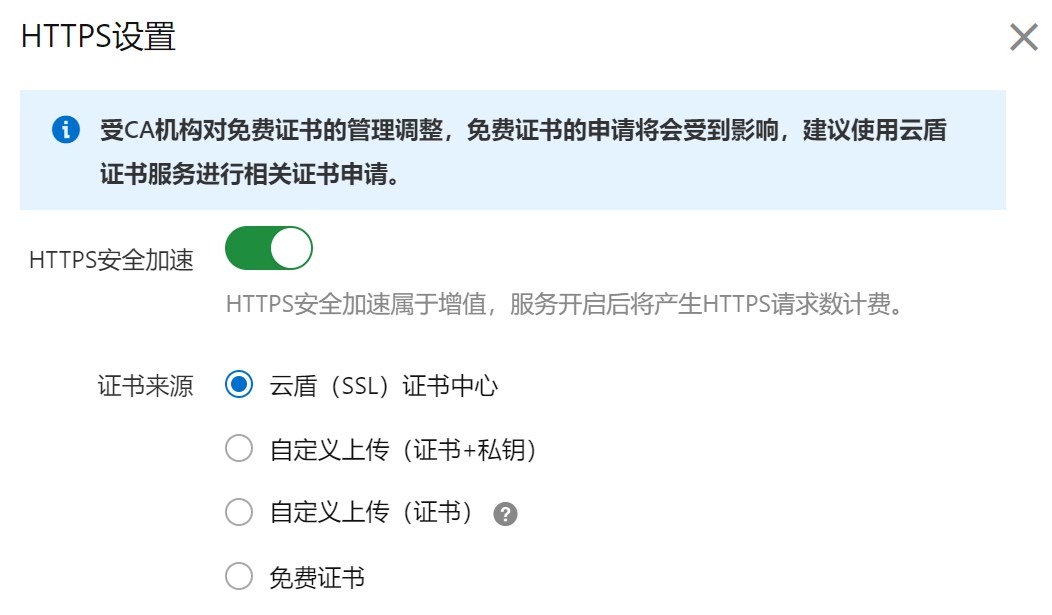 HTTPS设置
受CA机构对免费证书的管理调整，免费证书的申请将会受到影响，建议使用云盾
证书服务进行相关证书申请。
HTTPS安全加速
HTTPS安全加速属于增值，服务开启后将产生HTTPS请求数计费。
证书来源
云盾（SSL）证书中心
自定义上传（证书+私钥）
自定义上传（证书）
免费证书